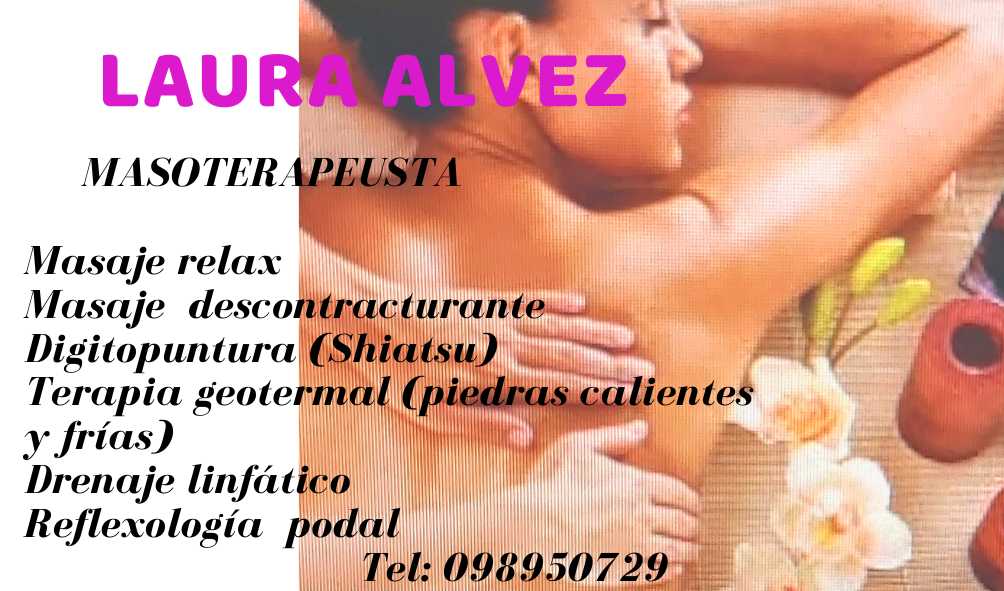 LAURA ALVEZ
MASOTERAPEUSTA
Masaje relax
Masaje descontracturante
Digitopuntura (Shiatsu)
Terapia geotermal (piedras calientes
y frías)
Drenaje linfático
Reflexología podal
Tel: 098950729